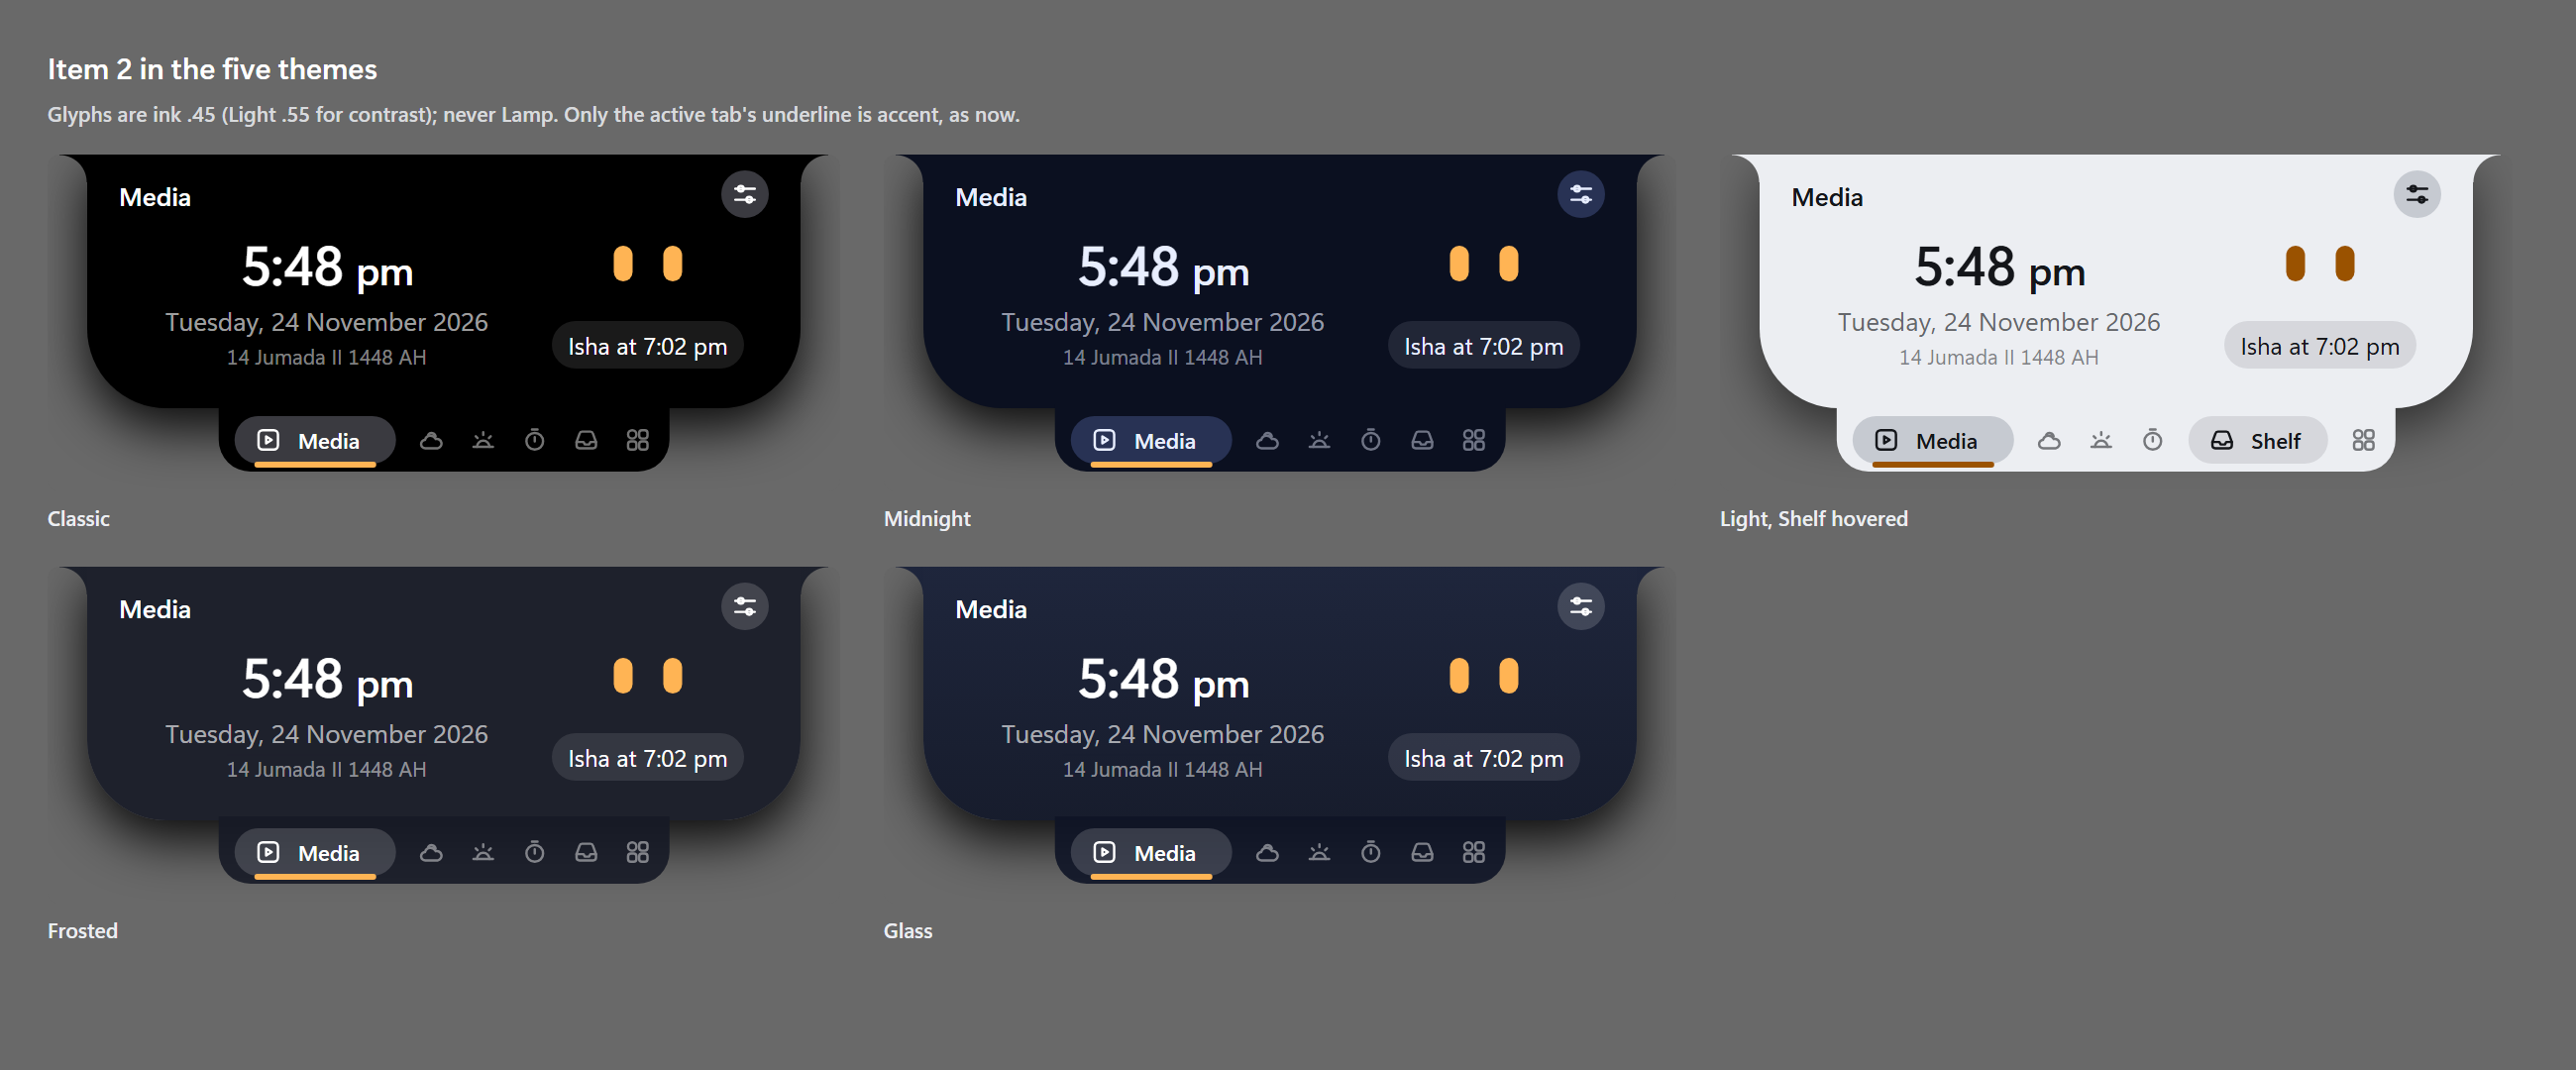 Item 2 in the five themes
Glyphs are ink .45 (Light .55 for contrast); never Lamp. Only the active tab's underline is accent, as now.
Media
5:48 pm
Tuesday, 24 November 2026
14 Jumada II 1448 AH
Isha at 7:02 pm
Media
Classic
Media
5:48 pm
Tuesday, 24 November 2026
14 Jumada II 1448 AH
Isha at 7:02 pm
Media
Midnight
Media
5:48 pm
Tuesday, 24 November 2026
14 Jumada II 1448 AH
Isha at 7:02 pm
Media
Shelf
Light, Shelf hovered
Media
5:48 pm
Tuesday, 24 November 2026
14 Jumada II 1448 AH
Isha at 7:02 pm
Media
Frosted
Media
5:48 pm
Tuesday, 24 November 2026
14 Jumada II 1448 AH
Isha at 7:02 pm
Media
Glass